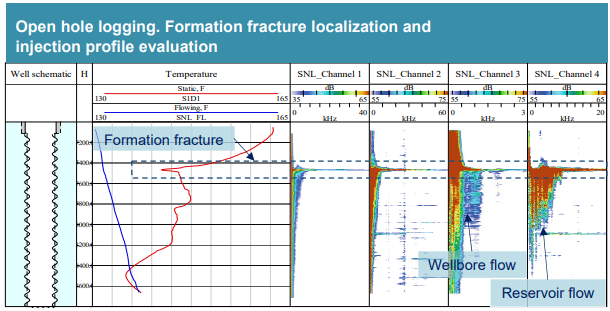 Open hole logging. Formation fracture localization and
injection profile evaluation
Well schematic H Temperature SNL_Channel 1 SNL_Channel 2 SNL_Channel 3 SNL_Channel 4
Static, F
130 S1D1 165
Flowing, F
130 SNL_FL 165
dB dB dB dB
35 65 55 75 55 75 55 65
kHz kHz kHz kHz
0 40 0 60 0 3 0 20
Formation fracture
Wellbore flow
Reservoir flow